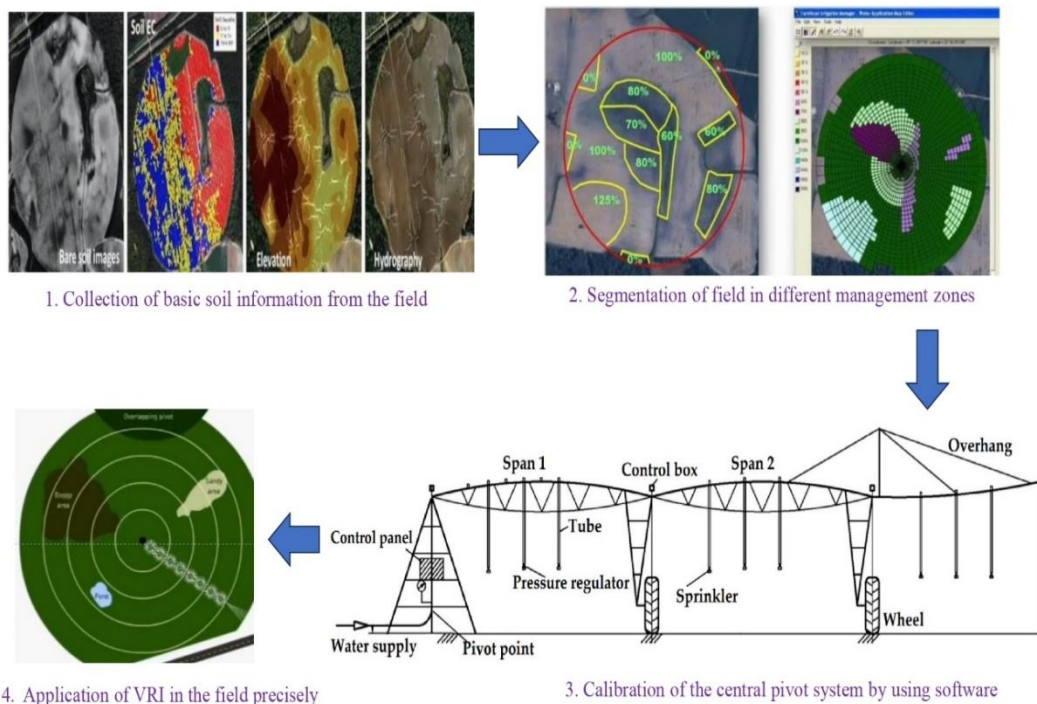 Soil EC
Bare soil images
Elevation
Hydrography
1. Collection of basic soil information from the field
100%
0%
0%
80%
70%
60%
60%
0%
100%
80%
80%
125%
0%
2. Segmentation of field in different management zones
Overhang
Span 1
Control box
Span 2
Tube
Control panel
Pressure regulator
Sprinkler
Wheel
Water supply
Pivot point
3. Calibration of the central pivot system by using software
Overlapping pivot
Sandy
area
Boggy
area
Pond
4. Application of VRI in the field precisely